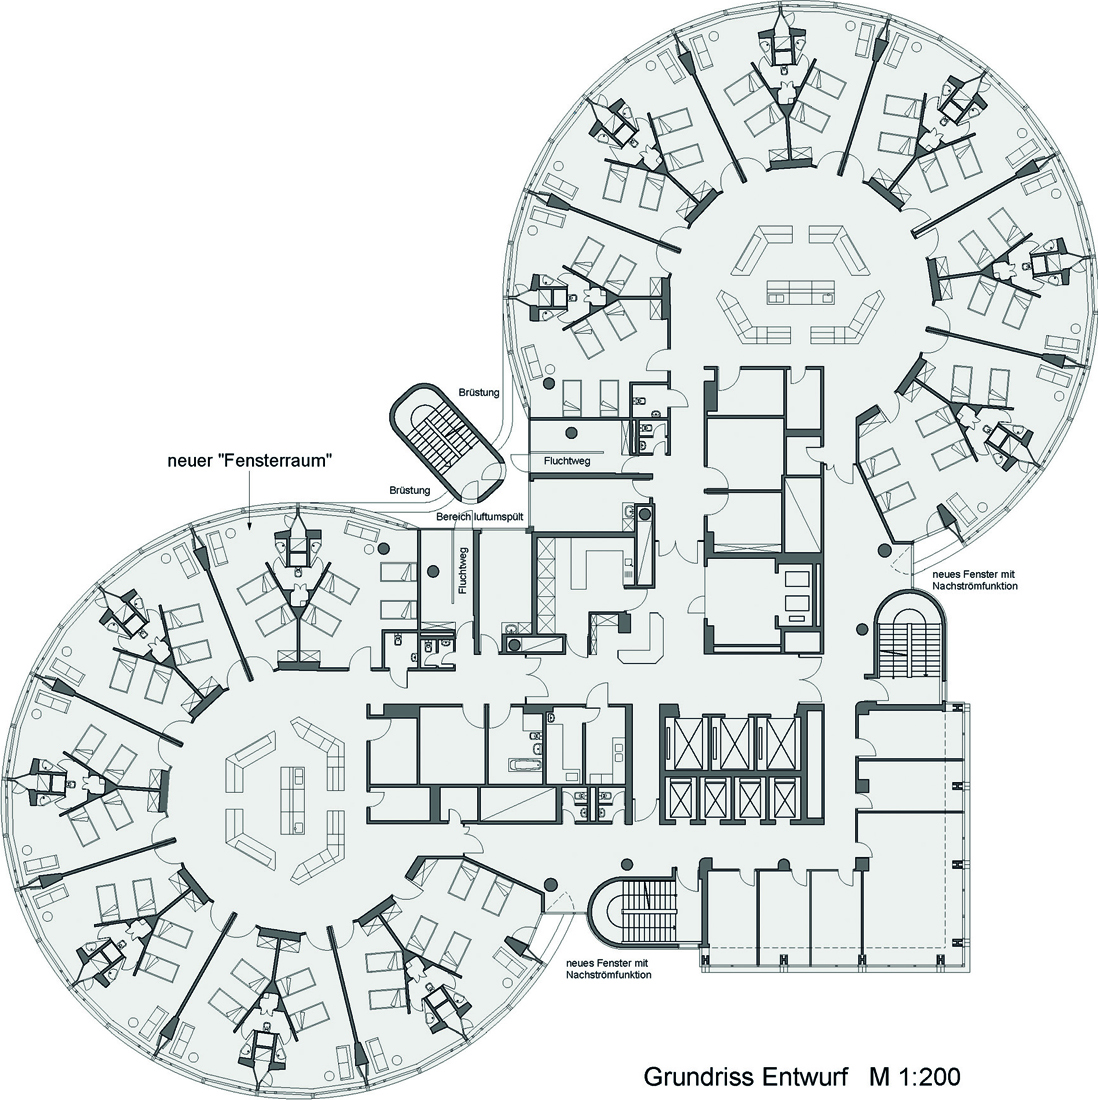 Brüstung
neuer "Fensterraum"
Fluchtweg
Brüstung
Bereich luftumspült
Fluchtweg
neues Fenster mit
Nachströmfunktion
neues Fenster mit
Nachströmfunktion
Grundriss Entwurf M 1:200